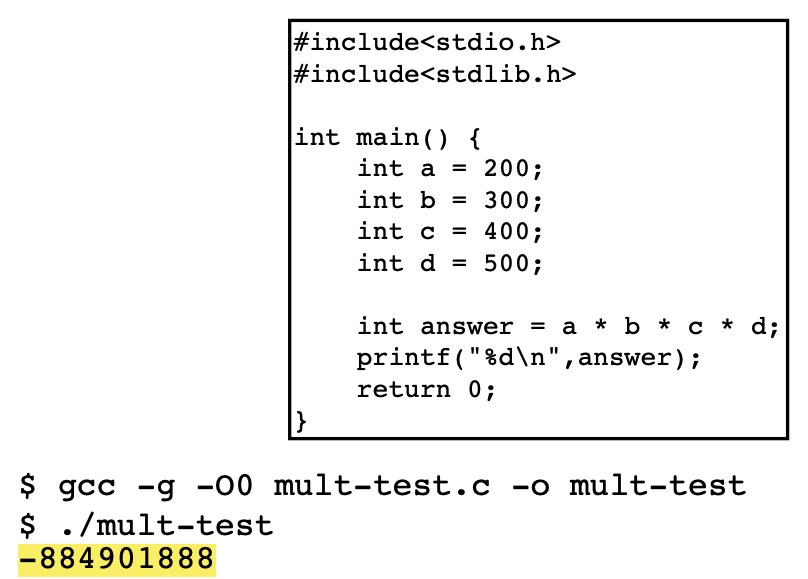 #include<stdio.h>
#include<stdlib.h>

int main() {
    int a = 200;
    int b = 300;
    int c = 400;
    int d = 500;

    int answer = a * b * c * d;
    printf("%d\n",answer);
    return 0;
}
$ gcc -g -O0 mult-test.c -o mult-test
$ ./mult-test
-884901888